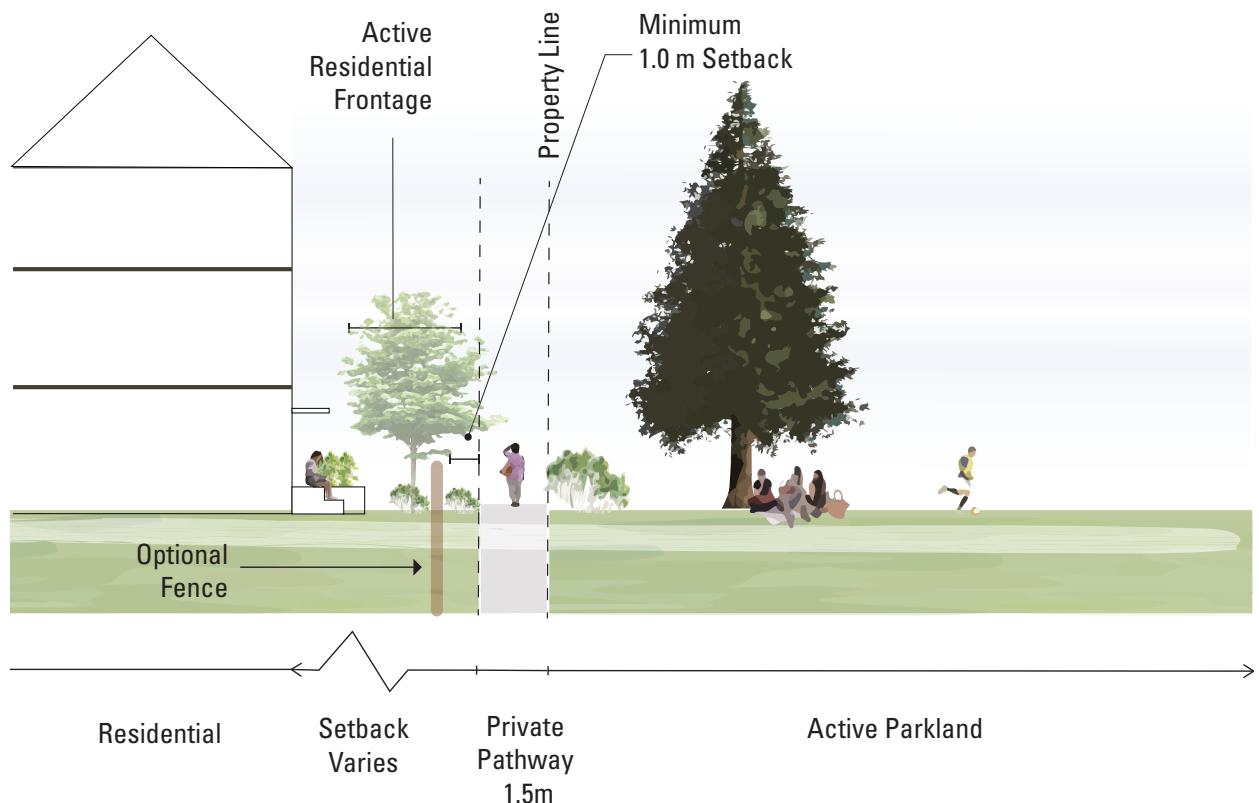 Active
Residential
Frontage
Property Line
Minimum
1.0 m Setback
Optional
Fence
Residential
Setback
Varies
Private
Pathway
1.5m
Active Parkland